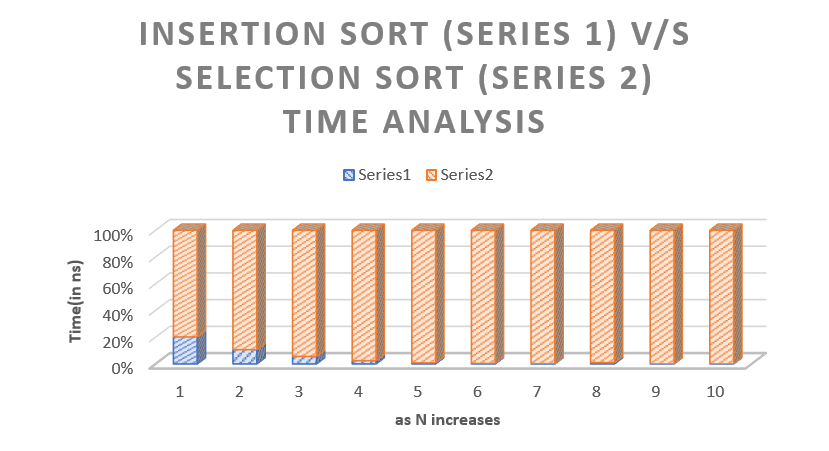 INSERTION SORT (SERIES 1) V/S
SELECTION SORT (SERIES 2)
TIME ANALYSIS
Series1 Series2
100%
80%
60%
40%
20%
0%
Time(in ns)
1 2 3 4 5 6 7 8 9 10
as N increases